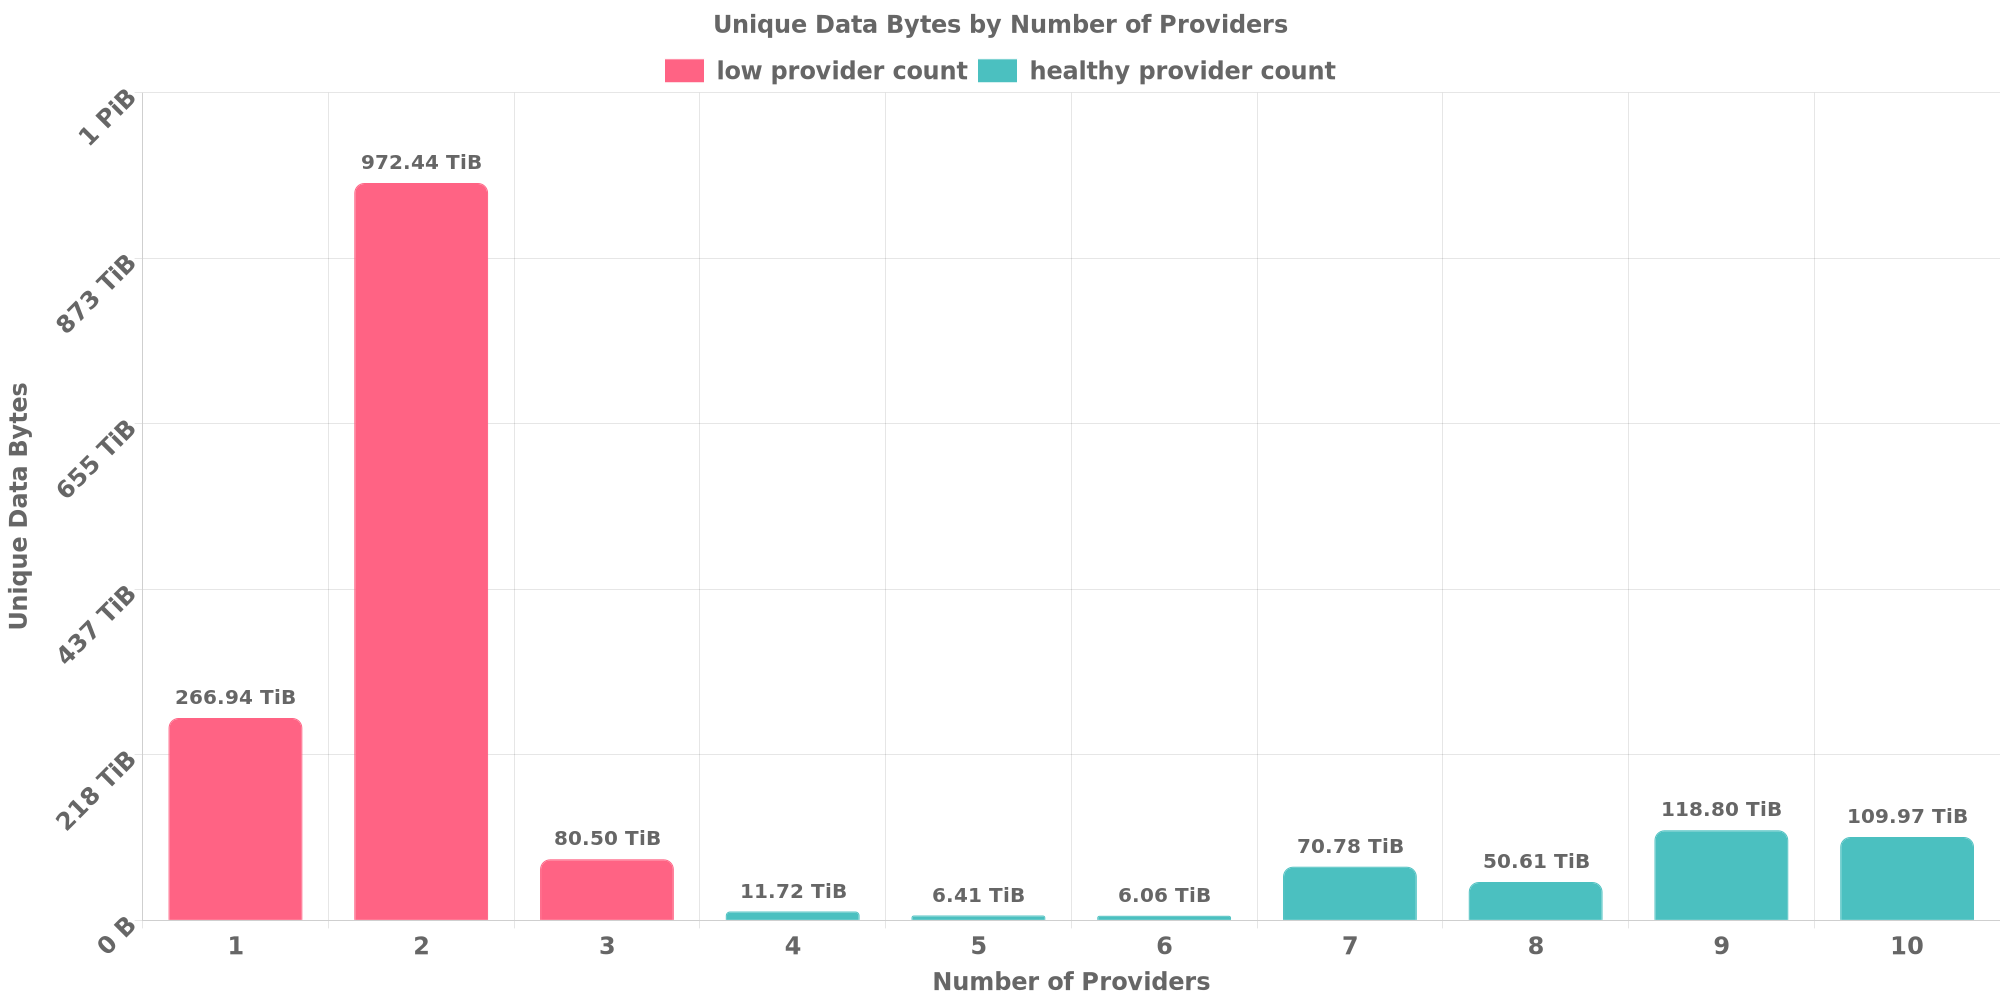 Unique Data Bytes by Number of Providers
low provider count healthy provider count
1 PiB
873 TiB
655 TiB
437 TiB
218 TiB
0 B
Unique Data Bytes
266.94 TiB
972.44 TiB
80.50 TiB
11.72 TiB
6.41 TiB
6.06 TiB
70.78 TiB
50.61 TiB
118.80 TiB
109.97 TiB
1 2 3 4 5 6 7 8 9 10
Number of Providers